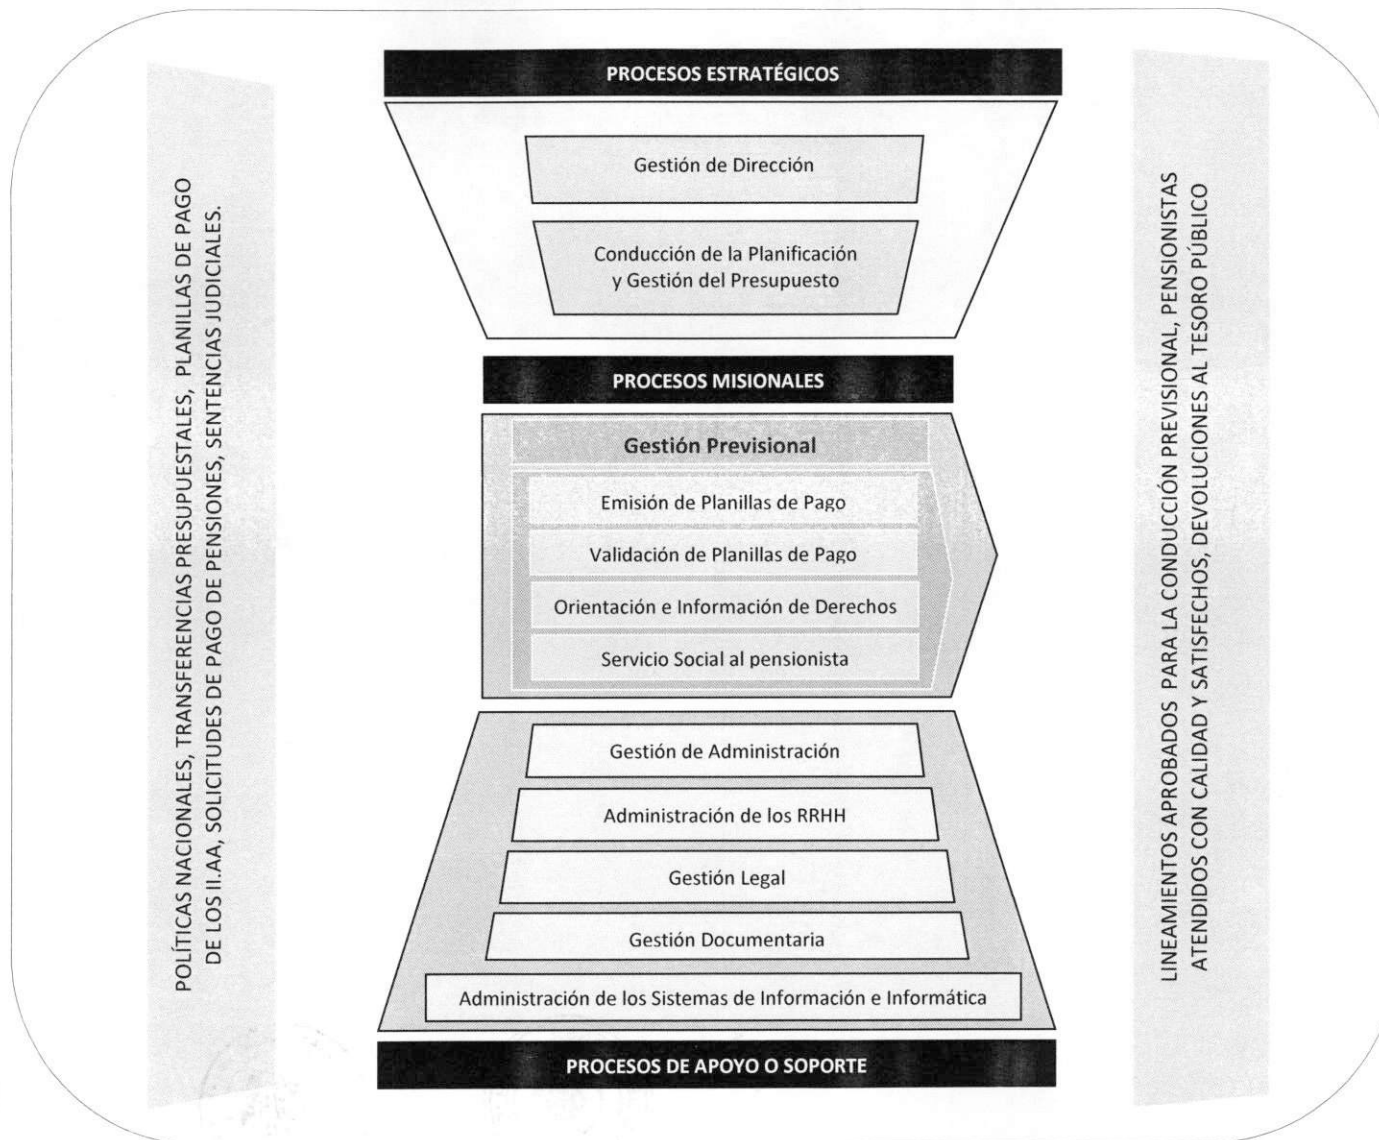 POLÍTICAS NACIONALES, TRANSFERENCIAS PRESUPUESTALES, PLANILLAS DE PAGO
DE LOS II.AA, SOLICITUDES DE PAGO DE PENSIONES, SENTENCIAS JUDICIALES.
PROCESOS ESTRATÉGICOS
Gestión de Dirección
Conducción de la Planificación
y Gestión del Presupuesto
PROCESOS MISIONALES
Gestión Previsional
Emisión de Planillas de Pago
Validación de Planillas de Pago
Orientación e Información de Derechos
Servicio Social al pensionista
Gestión de Administración
Administración de los RRHH
Gestión Legal
Gestión Documentaria
Administración de los Sistemas de Información e Informática
PROCESOS DE APOYO O SOPORTE
LINEAMIENTOS APROBADOS PARA LA CONDUCCIÓN PREVISIONAL, PENSIONISTAS
ATENDIDOS CON CALIDAD Y SATISFECHOS, DEVOLUCIONES AL TESORO PÚBLICO